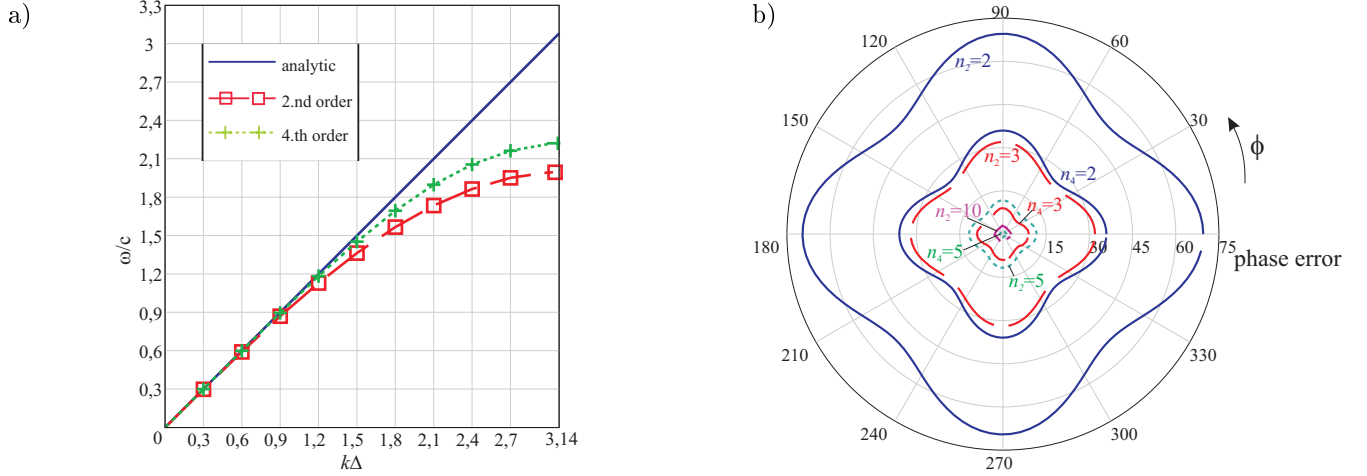 a)
3,3
3
2,7
2,4
2,1
1,8
1,5
1,2
0,9
0,6
0,3
ω/c
analytic
2.nd order
4.th order
0 0,3 0,6 0,9 1,2 1,5 1,8 2,1 2,4 2,7 3,14
kΔ
b)
90
120 60
150 30
ϕ
n₂=2
n₂=3
n₄=2
n₂=10 n₄=3
180 15 30 45 60 75
phase error
n₄=5
n₂=5
210 330
240 300
270